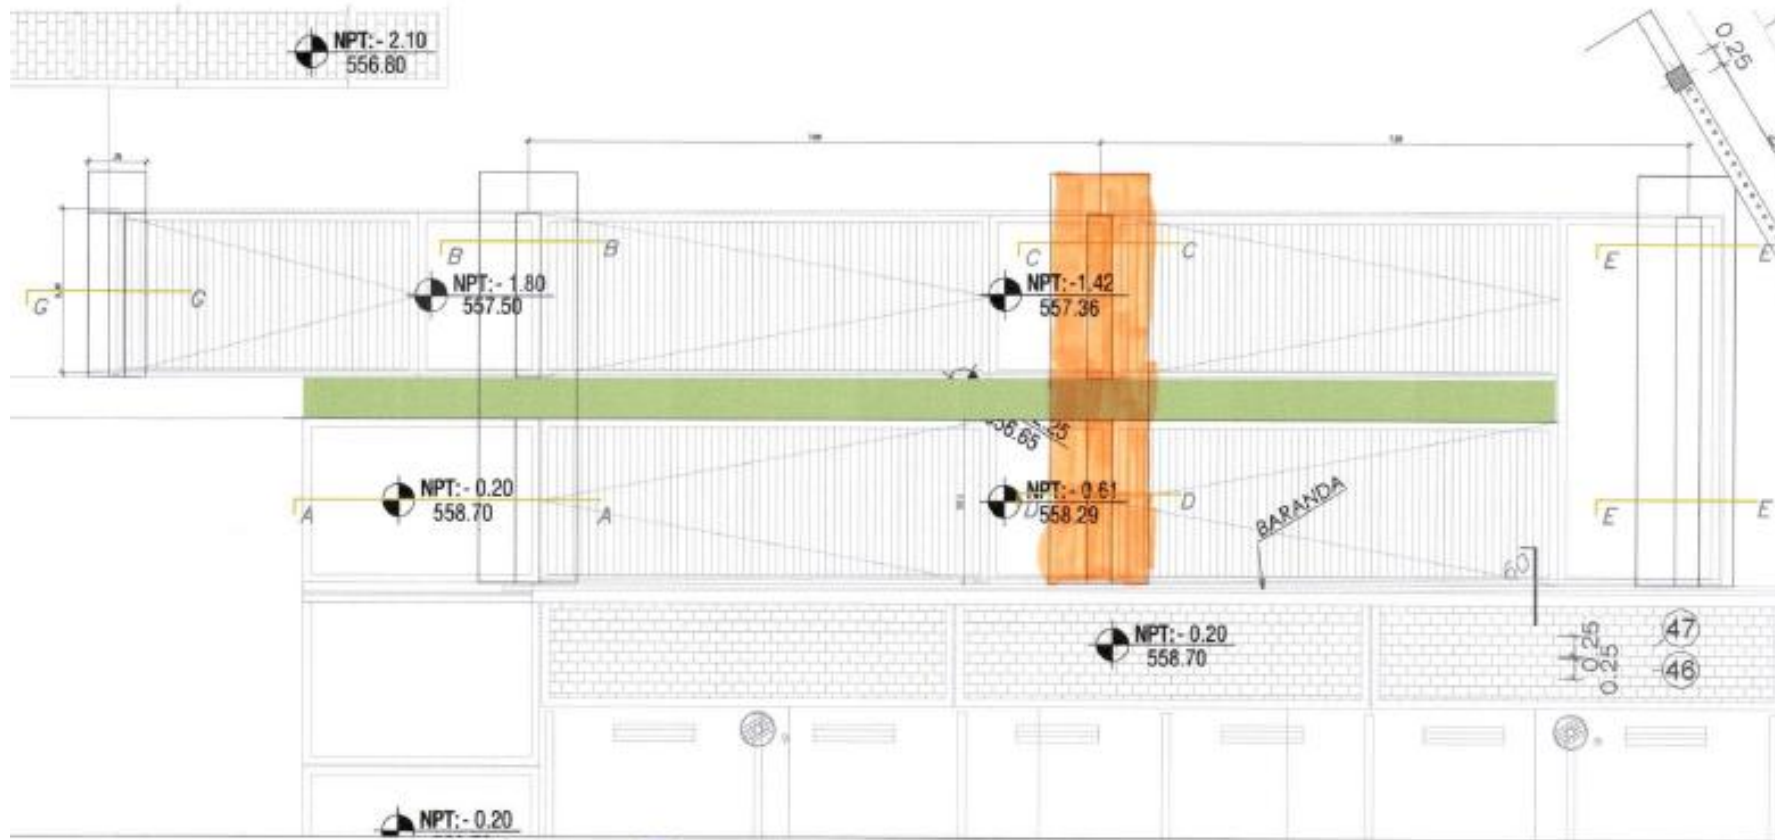 NPT:- 2.10
556.80
0.25
B
B
C
C
E
E
NPT:- 1.80
557.50
NPT:-1.42
557.36
G
G
NPT:- 0.20
558.70
A
A
NPT:- 0.61
558.29
D
D
BARANDA
E
E
60
NPT:- 0.20
558.70
0.25
0.25
47
46
NPT:- 0.20